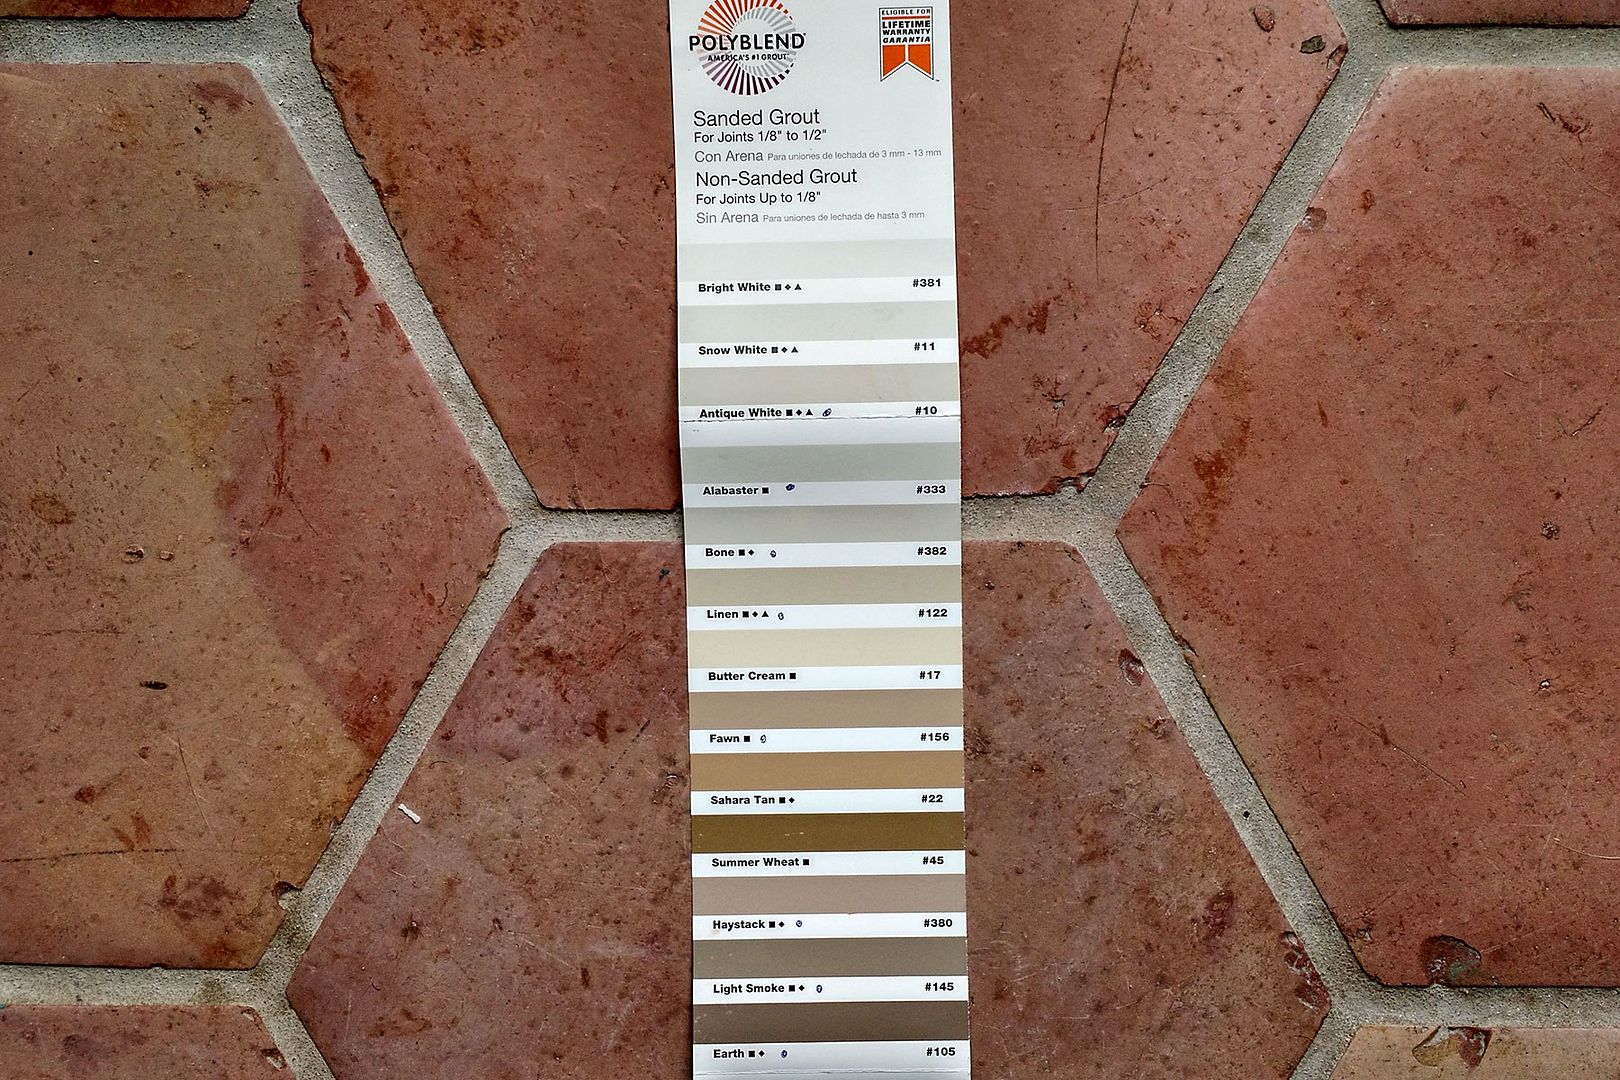 POLYBLEND
AMERICA'S #1 GROUT
ELIGIBLE FOR
LIFETIME
WARRANTY
GARANTIA
Sanded Grout
For Joints 1/8" to 1/2"
Con Arena Para uniones de lechada de 3 mm - 13 mm
Non-Sanded Grout
For Joints Up to 1/8"
Sin Arena Para uniones de lechada de hasta 3 mm
Bright White ■ ◆ ▲ #381
Snow White ■ ◆ ▲ #11
Antique White ■ ◆ ▲ #10
Alabaster ■ #333
Bone ■ ◆ #382
Linen ■ ◆ ▲ #122
Butter Cream ■ #17
Fawn ■ #156
Sahara Tan ■ ◆ #22
Summer Wheat ■ #45
Haystack ■ ◆ #380
Light Smoke ■ ◆ #145
Earth ■ ◆ #105